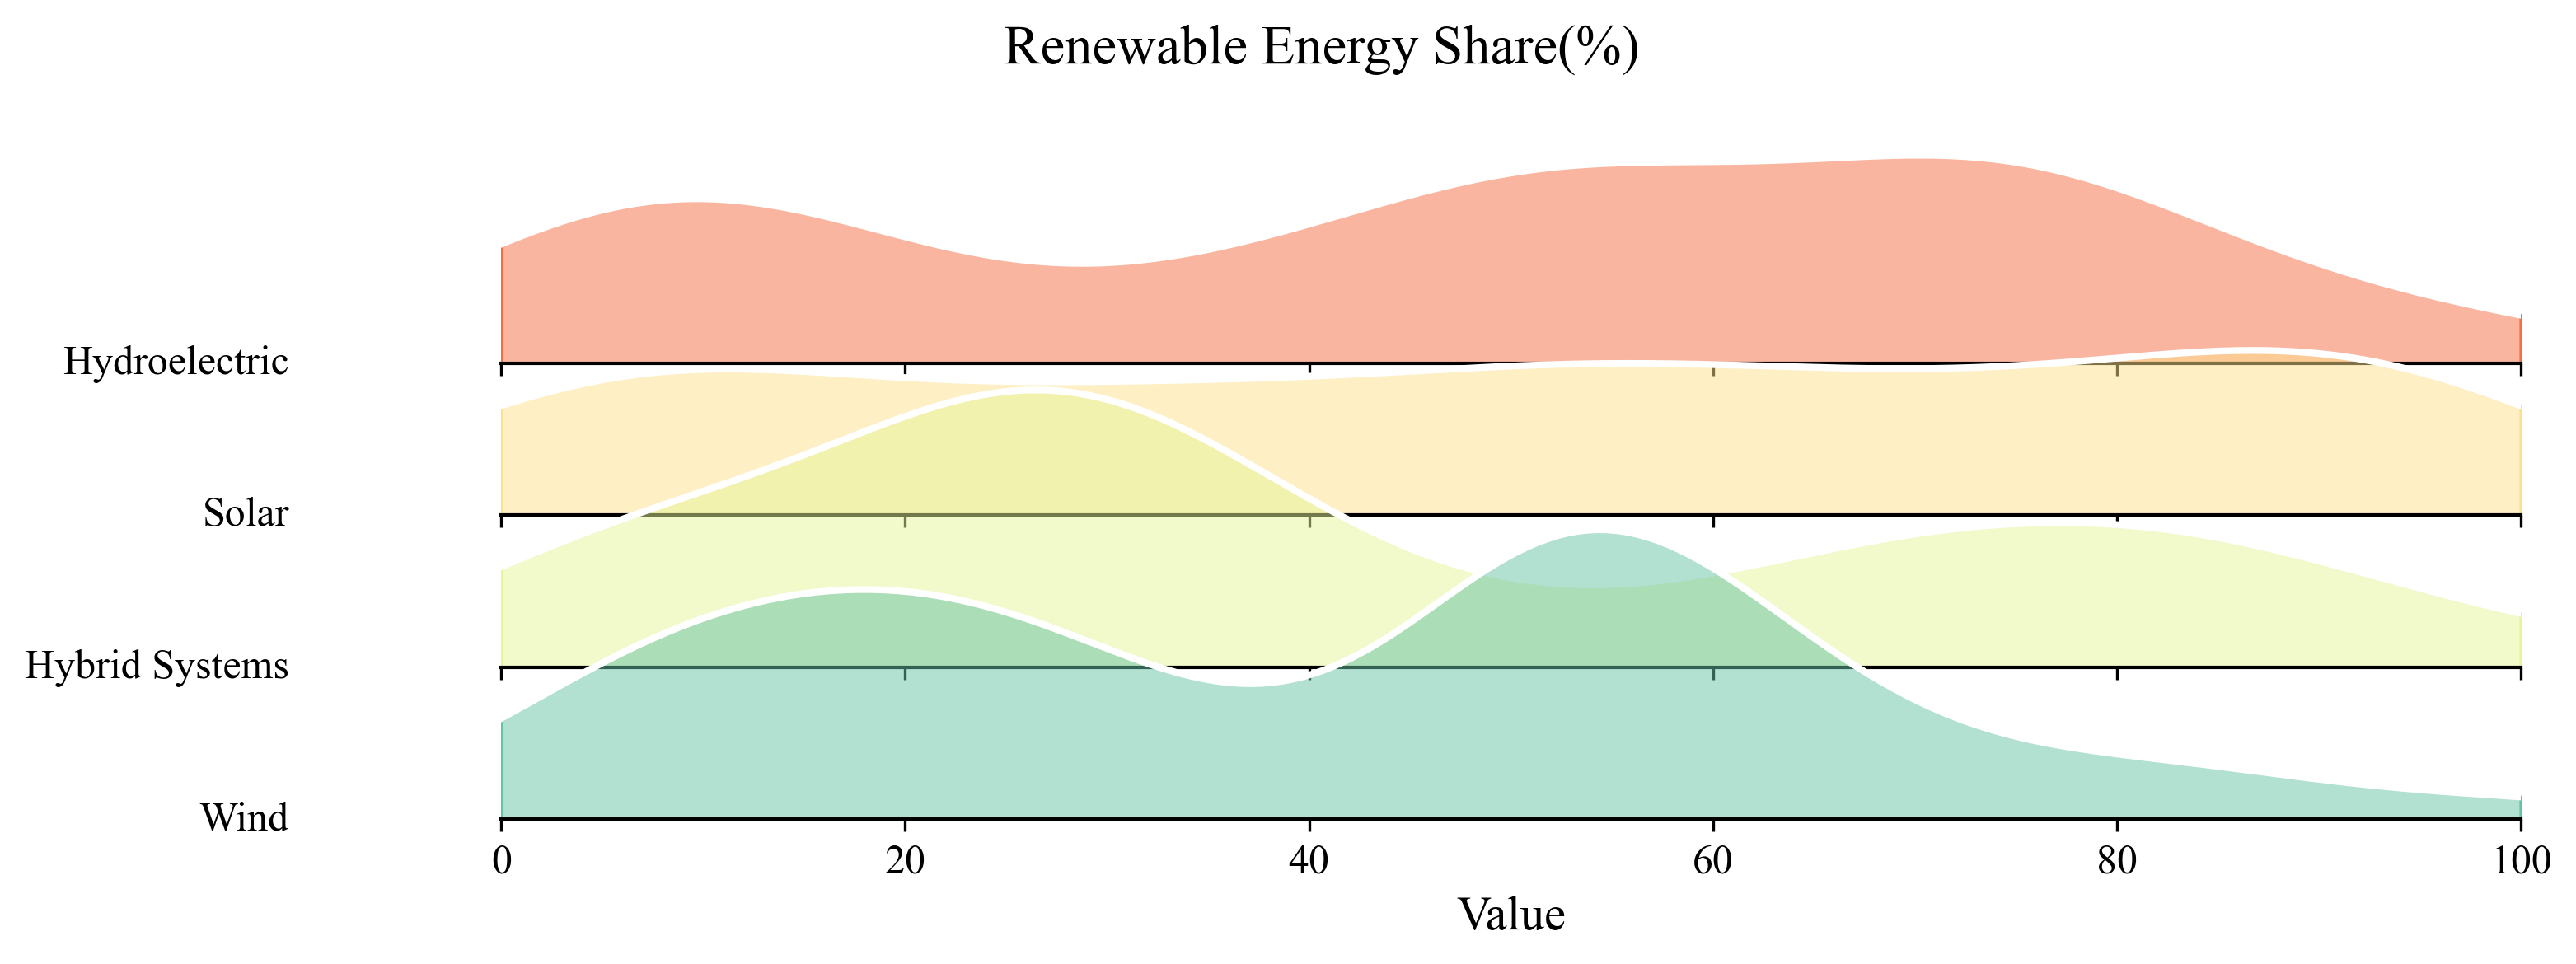 Renewable Energy Share(%)
Hydroelectric
Solar
Hybrid Systems
Wind
0 20 40 60 80 100
Value